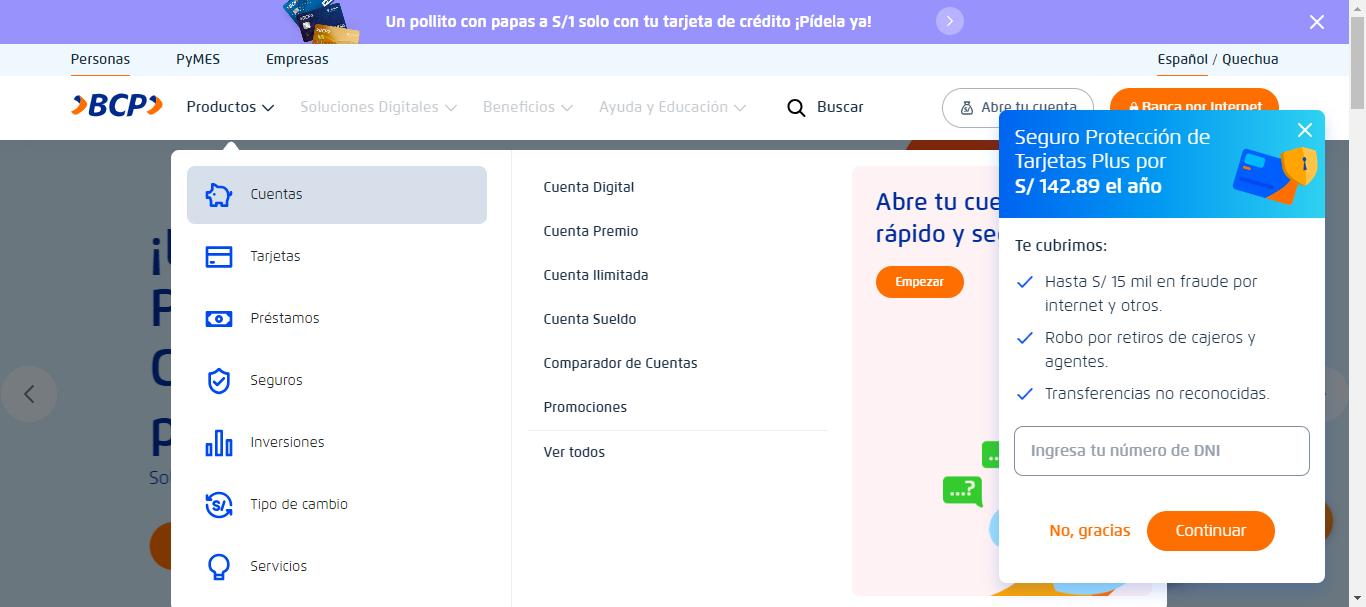 Un pollito con papas a S/1 solo con tu tarjeta de crédito ¡Pídela ya!
Personas PyMES Empresas Español / Quechua
BCP Productos Soluciones Digitales Beneficios Ayuda y Educación Buscar Abre tu cuenta Banca por Internet
Cuentas
Tarjetas
Préstamos
Seguros
Inversiones
Tipo de cambio
Servicios
Cuenta Digital
Cuenta Premio
Cuenta Ilimitada
Cuenta Sueldo
Comparador de Cuentas
Promociones
Ver todos
Abre tu
rápido y
Empezar
...?
Seguro Protección de
Tarjetas Plus por
S/ 142.89 el año
Te cubrimos:
Hasta S/ 15 mil en fraude por
internet y otros.
Robo por retiros de cajeros y
agentes.
Transferencias no reconocidas.
Ingresa tu número de DNI
No, gracias Continuar